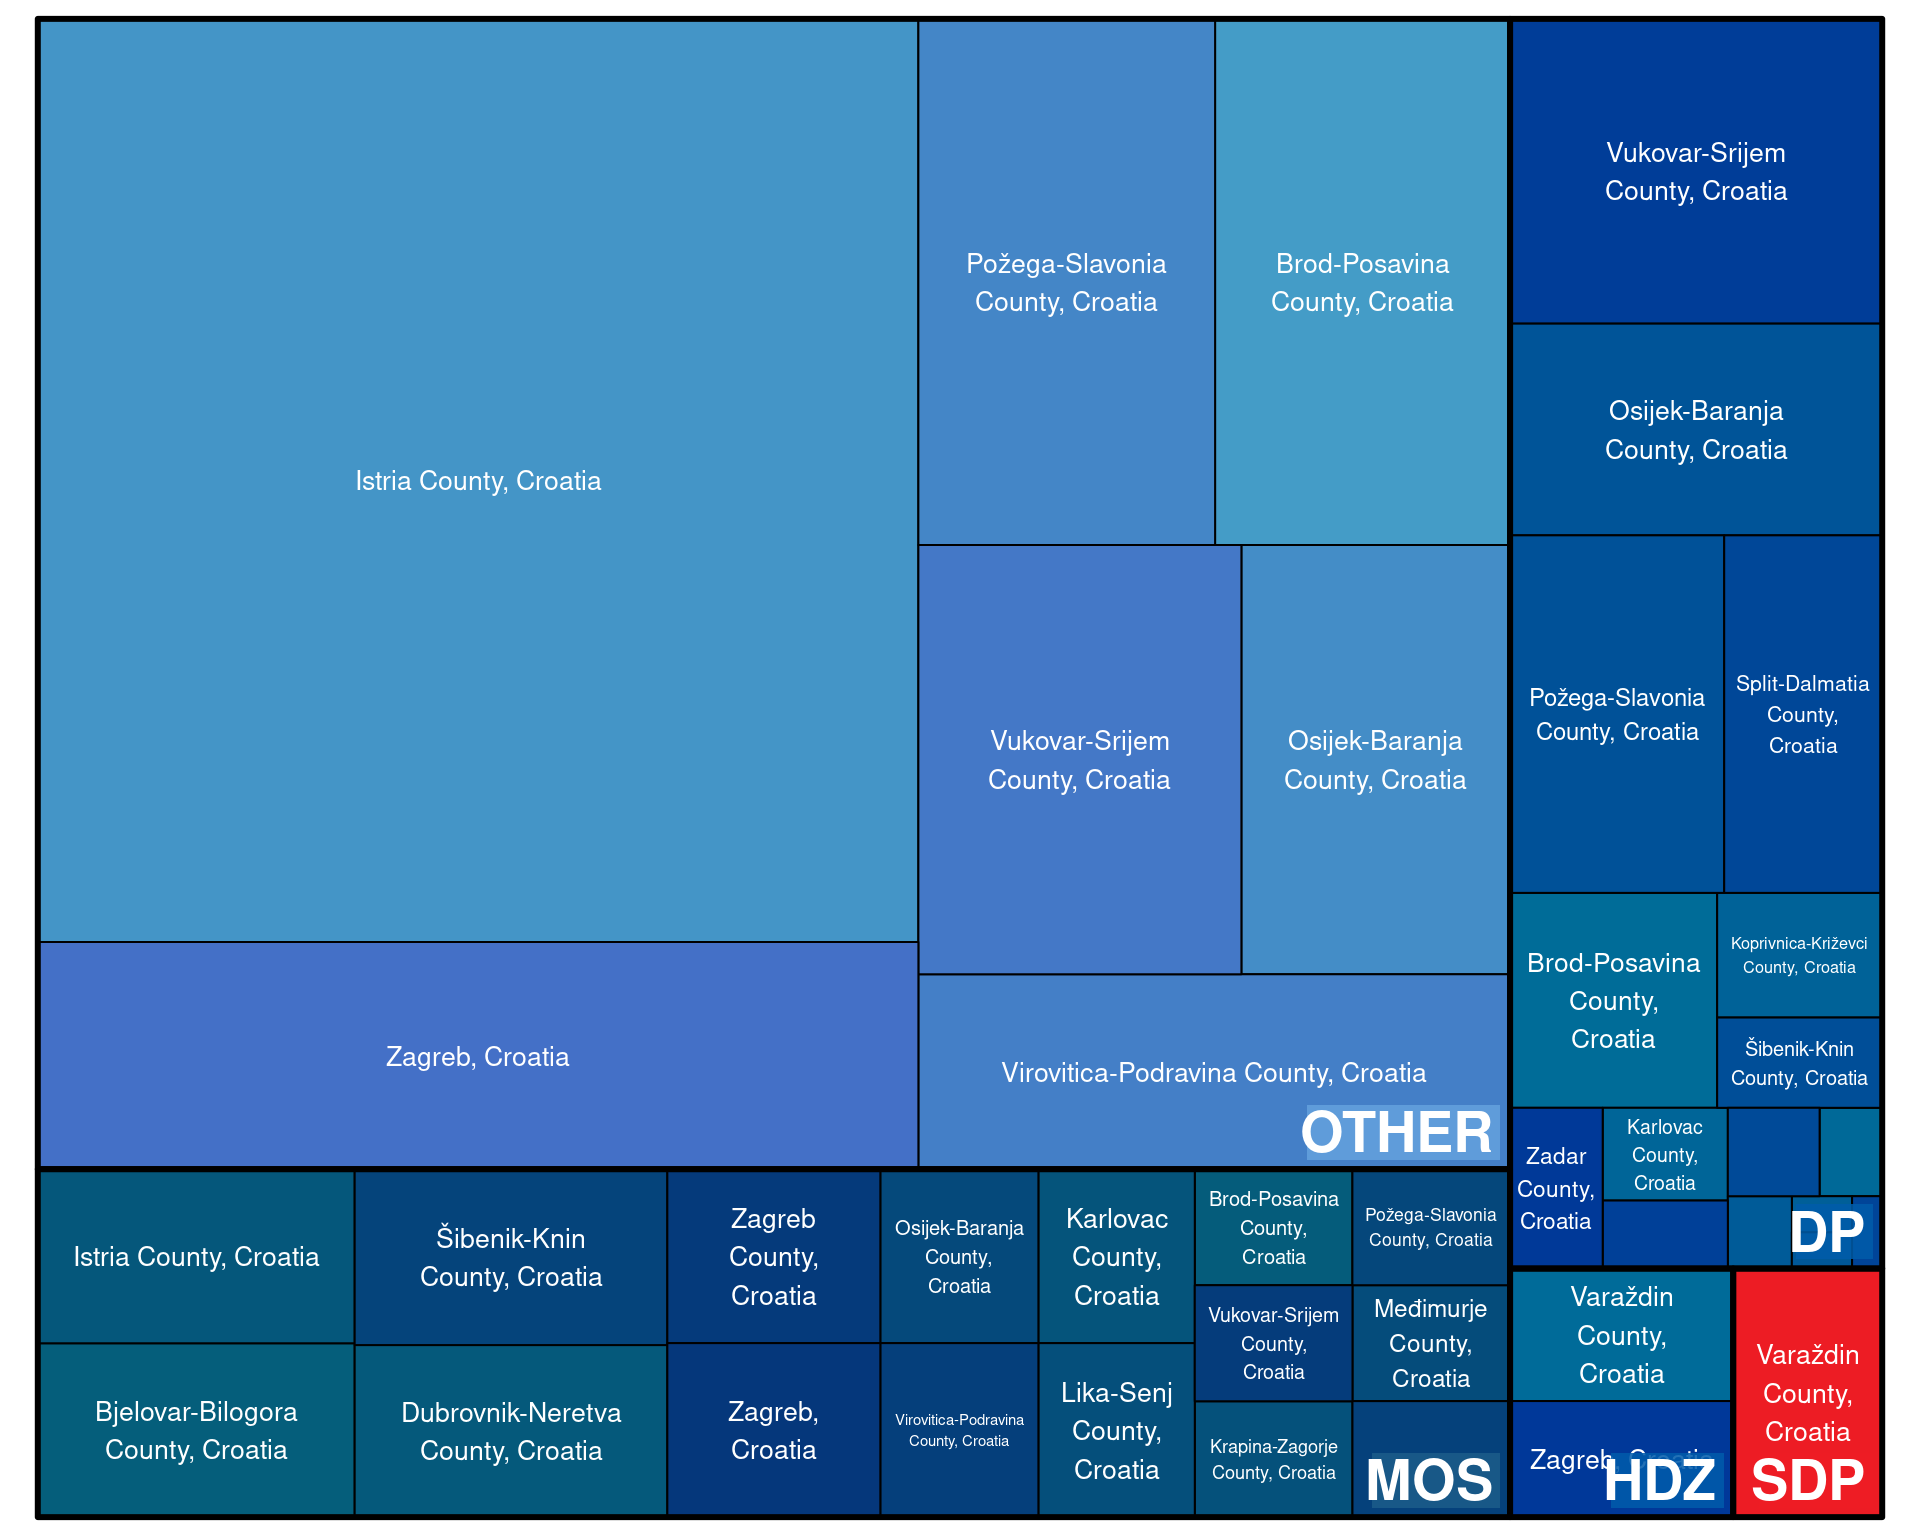 Istria County, Croatia
Zagreb, Croatia
Požega-Slavonia
County, Croatia
Brod-Posavina
County, Croatia
Vukovar-Srijem
County, Croatia
Osijek-Baranja
County, Croatia
Virovitica-Podravina County, Croatia
OTHER
Istria County, Croatia
Bjelovar-Bilogora
County, Croatia
Šibenik-Knin
County, Croatia
Dubrovnik-Neretva
County, Croatia
Zagreb
County,
Croatia
Zagreb,
Croatia
Osijek-Baranja
County,
Croatia
Virovitica-Podravina
County, Croatia
Karlovac
County,
Croatia
Lika-Senj
County,
Croatia
Brod-Posavina
County,
Croatia
Požega-Slavonia
County, Croatia
Vukovar-Srijem
County,
Croatia
Međimurje
County,
Croatia
Krapina-Zagorje
County, Croatia
MOS
Vukovar-Srijem
County, Croatia
Osijek-Baranja
County, Croatia
Požega-Slavonia
County, Croatia
Split-Dalmatia
County,
Croatia
Brod-Posavina
County,
Croatia
Koprivnica-Križevci
County, Croatia
Šibenik-Knin
County, Croatia
Zadar
County,
Croatia
Karlovac
County,
Croatia
DP
Varaždin
County,
Croatia
Zagreb, Croatia
HDZ
Varaždin
County,
Croatia
SDP